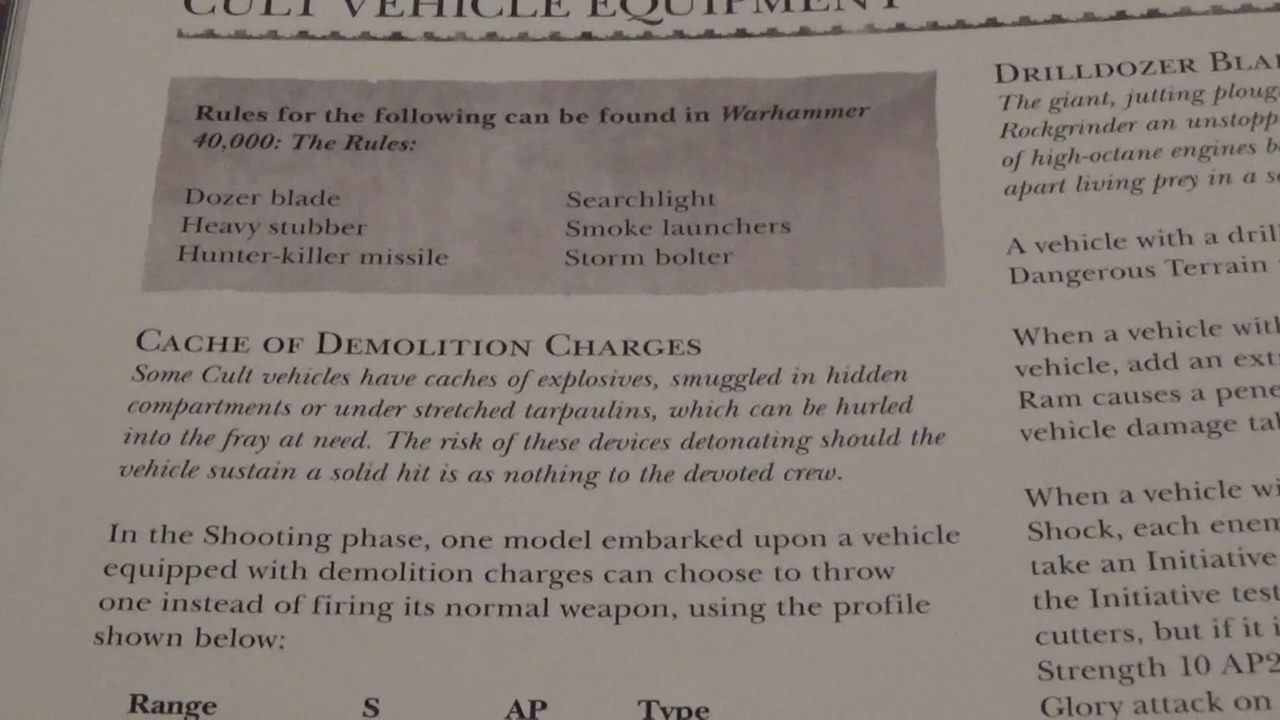 CULT VEHICLE EQUIPMENT
Rules for the following can be found in Warhammer
40,000: The Rules:
Dozer blade
Heavy stubber
Hunter-killer missile
Searchlight
Smoke launchers
Storm bolter
CACHE OF DEMOLITION CHARGES
Some Cult vehicles have caches of explosives, smuggled in hidden
compartments or under stretched tarpaulins, which can be hurled
into the fray at need. The risk of these devices detonating should the
vehicle sustain a solid hit is as nothing to the devoted crew.
In the Shooting phase, one model embarked upon a vehicle
equipped with demolition charges can choose to throw
one instead of firing its normal weapon, using the profile
shown below:
Range S AP Type
DRILLDOZER
The giant, jutting
Rockgrinder an
of high-octane engines
apart living prey in a
A vehicle with a
Dangerous Terrain
When a vehicle
vehicle, add an
Ram causes a
vehicle damage
When a vehicle
Shock, each
take an Initiative
the Initiative test
cutters, but if it
Strength 10 AP2
Glory attack on